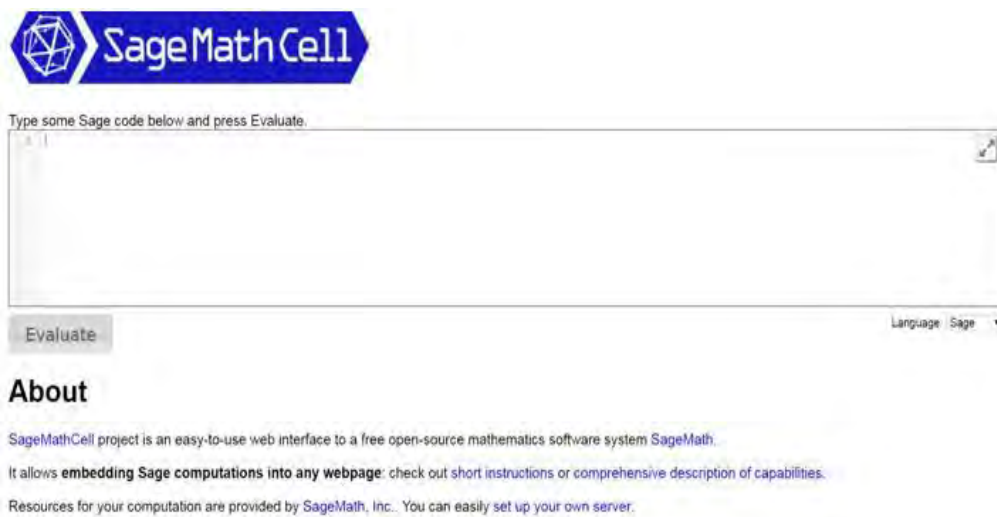 SageMathCell
Type some Sage code below and press Evaluate.
1
Evaluate
Language Sage
About
SageMathCell project is an easy-to-use web interface to a free open-source mathematics software system SageMath.
It allows embedding Sage computations into any webpage: check out short instructions or comprehensive description of capabilities.
Resources for your computation are provided by SageMath, Inc.. You can easily set up your own server.